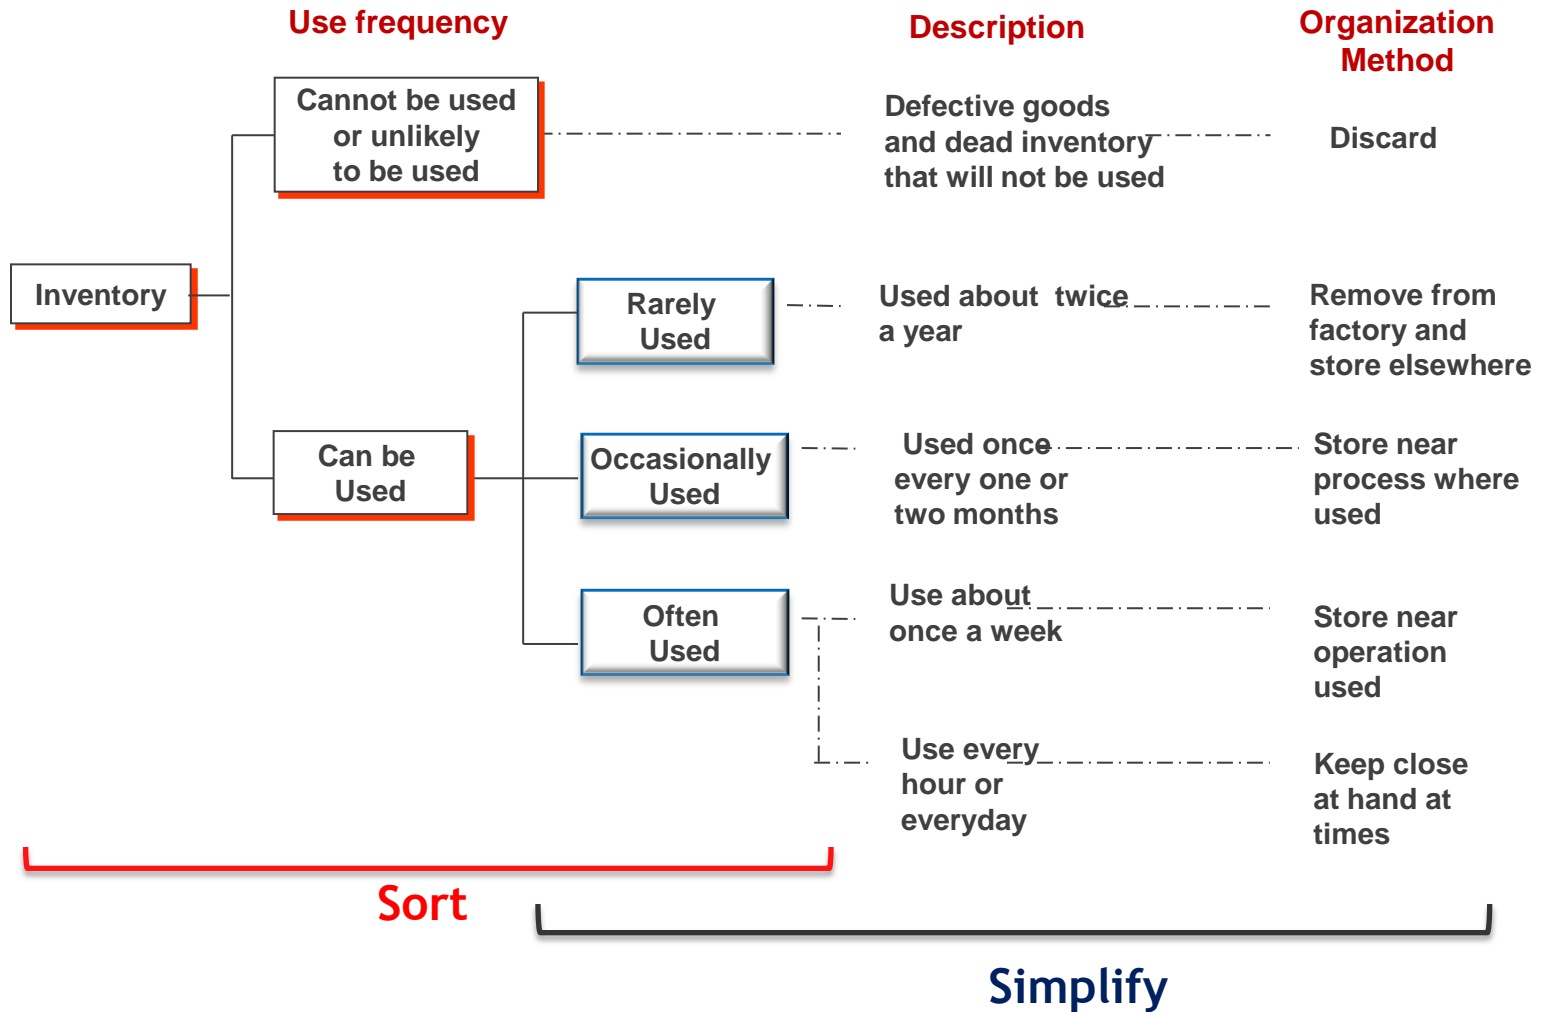 Use frequency
Description
Organization
Method
Cannot be used
or unlikely
to be used
Defective goods
and dead inventory
that will not be used
Discard
Inventory
Rarely
Used
Used about  twice
a year
Remove from
factory and
store elsewhere
Can be
Used
Occasionally
Used
Used once
every one or
two months
Store near
process where
used
Often
Used
Use about
once a week
Store near
operation
used
Use every
hour or
everyday
Keep close
at hand at
times
Sort
Simplify